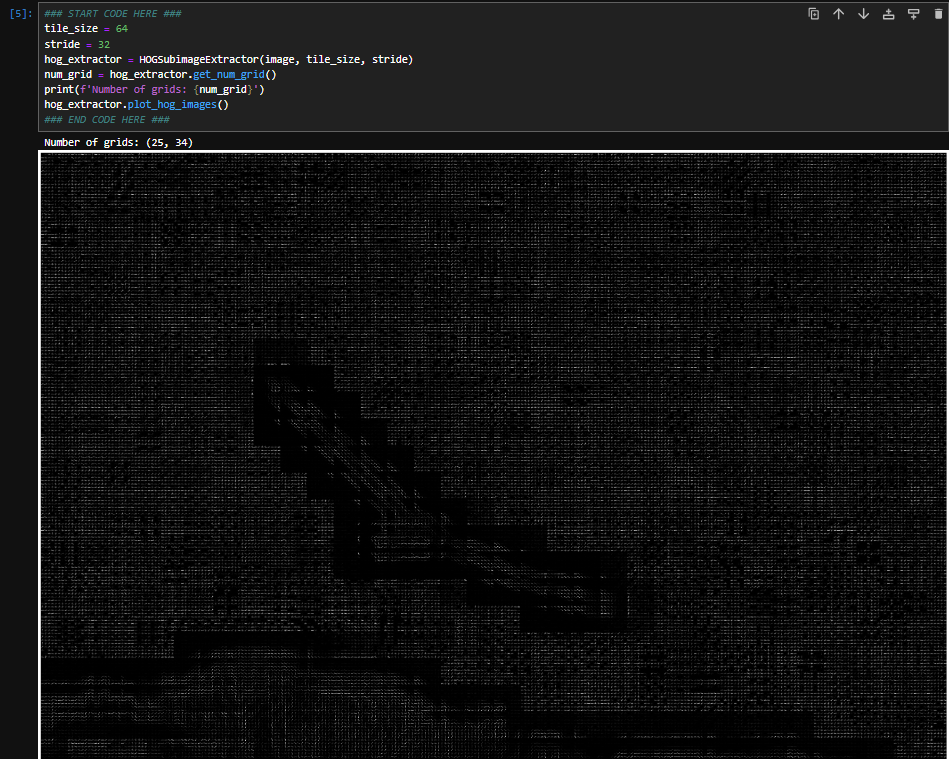 [5]:
### START CODE HERE ###
tile_size = 64
stride = 32
hog_extractor = HOGSubimageExtractor(image, tile_size, stride)
num_grid = hog_extractor.get_num_grid()
print(f'Number of grids: {num_grid}')
hog_extractor.plot_hog_images()
### END CODE HERE ###
Number of grids: (25, 34)